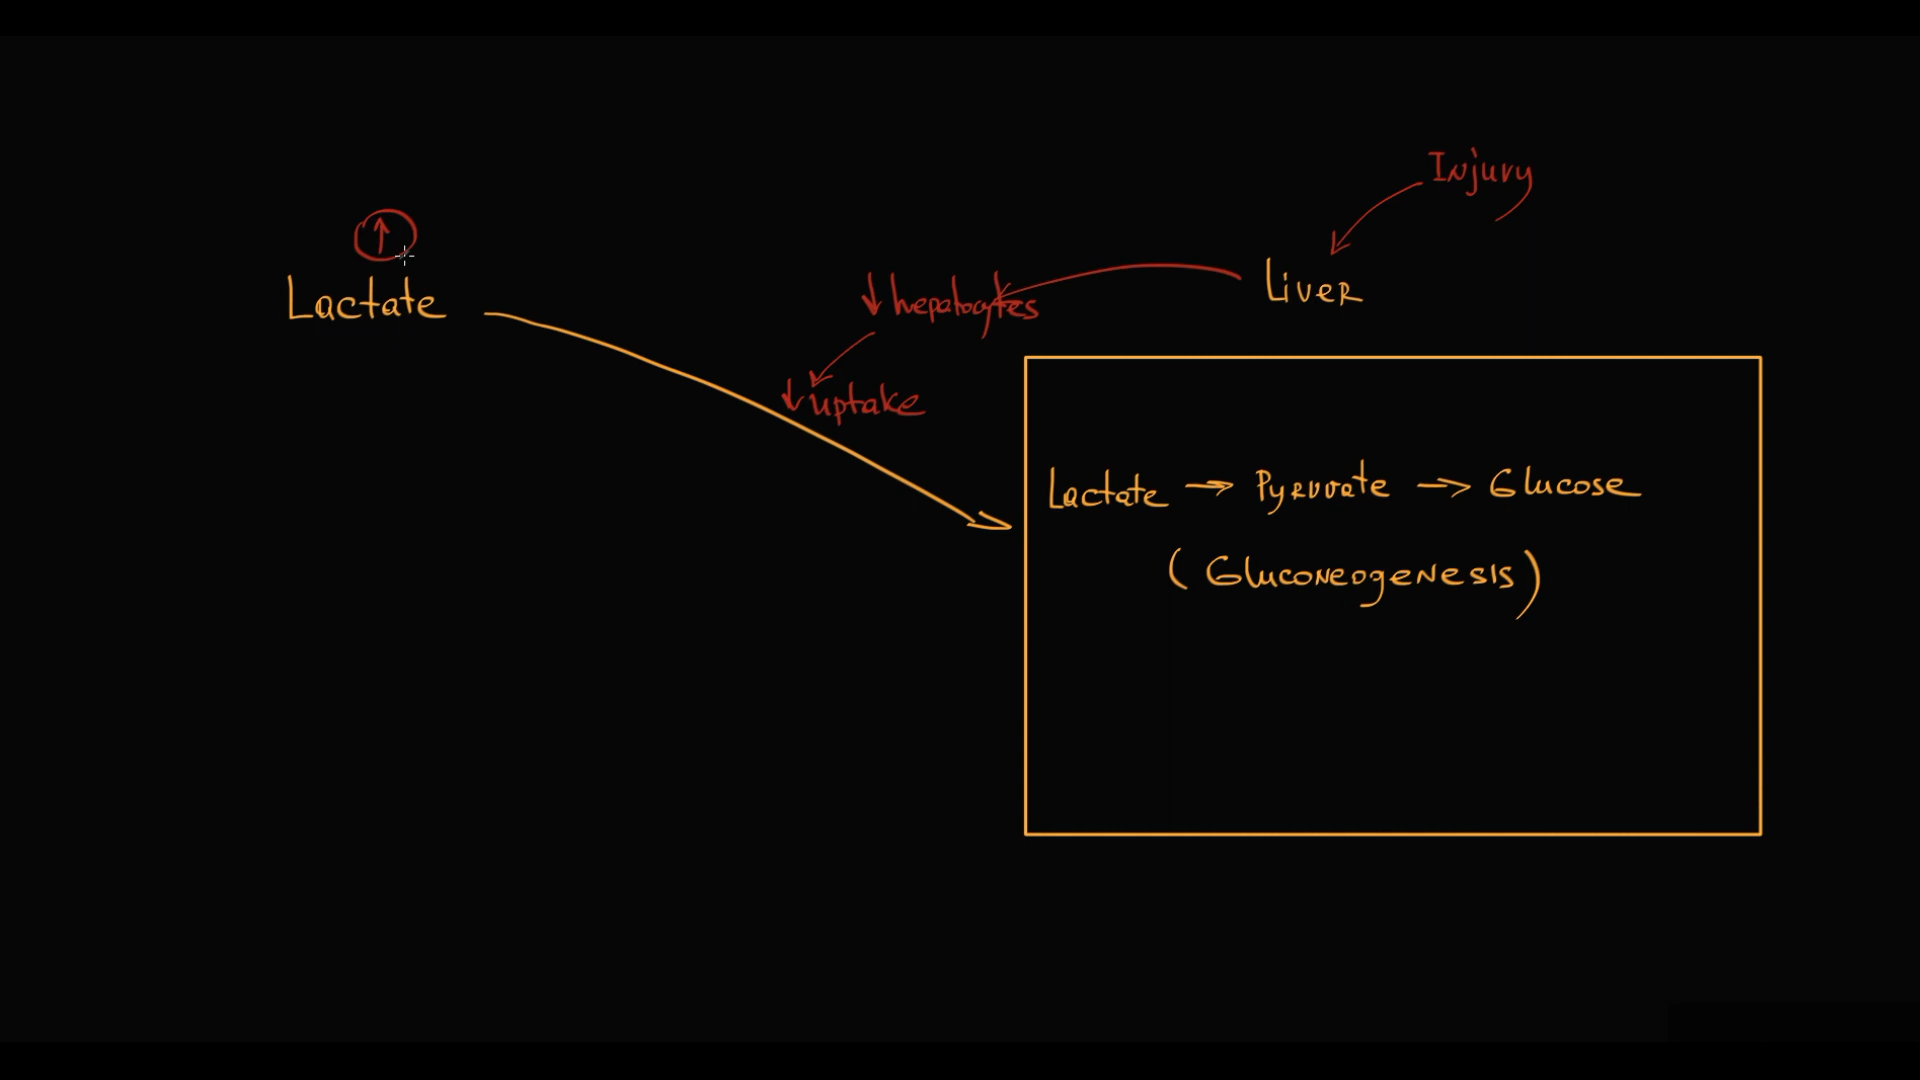 Injury
↑
Lactate
↓ hepatocytes
Liver
↓ uptake
Lactate → Pyruvate → Glucose
(Gluconeogenesis)